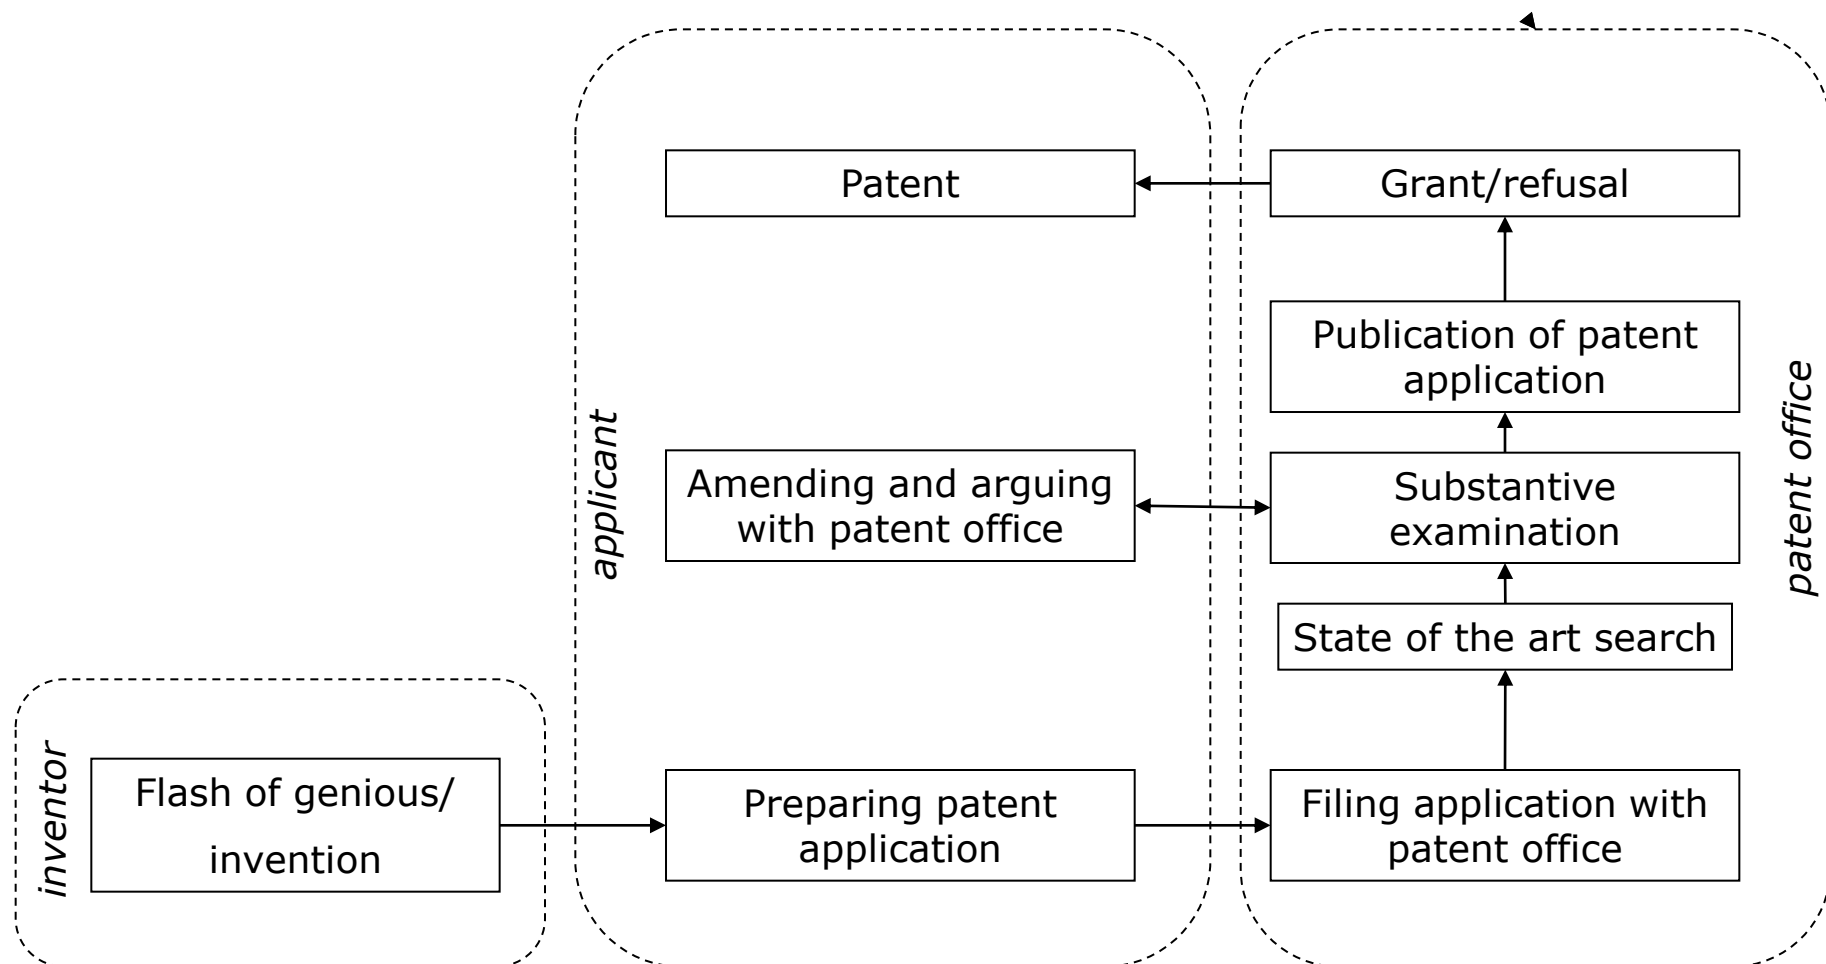 Patent
Grant/refusal
Publication of patent
application
applicant
Amending and arguing
with patent office
Substantive
examination
patent office
State of the art search
inventor
Flash of genious/
invention
Preparing patent
application
Filing application with
patent office